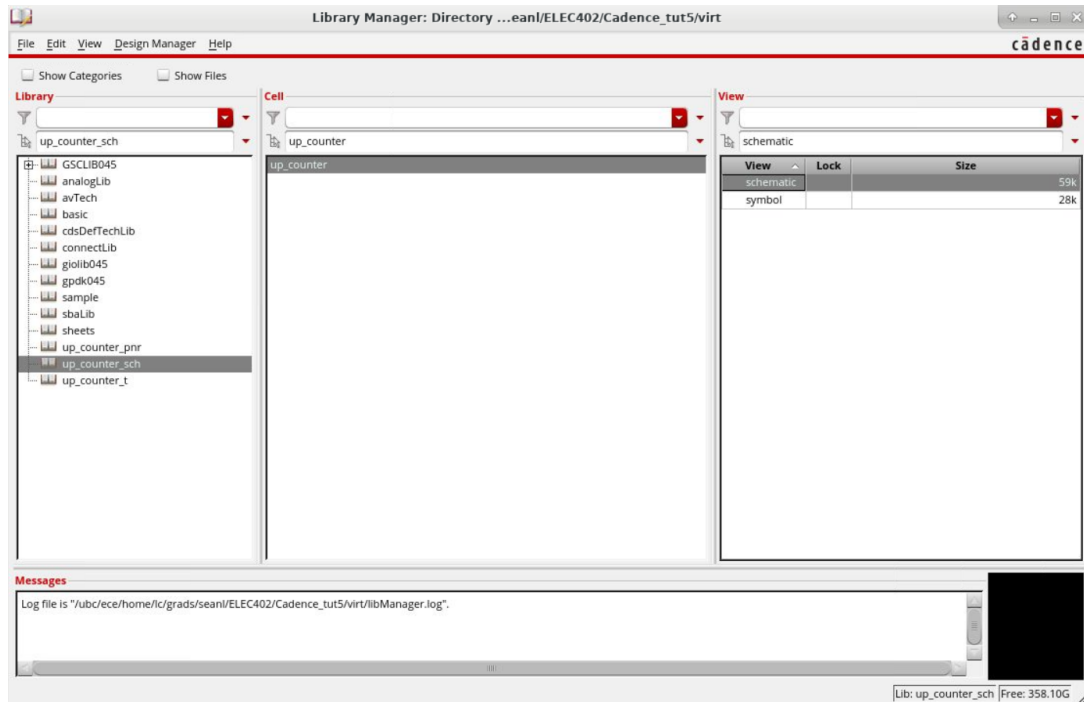 Library Manager: Directory ...eanl/ELEC402/Cadence_tut5/virt
File Edit View Design Manager Help
cādence
Show Categories Show Files
Library
up_counter_sch
GSCLIB045
analogLib
avTech
basic
cdsDefTechLib
connectLib
giolib045
gpdk045
sample
sbaLib
sheets
up_counter_pnr
up_counter_sch
up_counter_t
Cell
up_counter
up_counter
View
schematic
View Lock Size
schematic 59k
symbol 28k
Messages
Log file is "/ubc/ece/home/lc/grads/seanl/ELEC402/Cadence_tut5/virt/libManager.log".
Lib: up_counter_sch Free: 358.10G